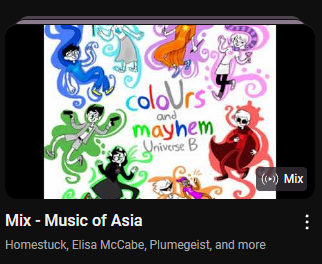 coloUrs
and
mayhem
Universe B
Mix
Mix - Music of Asia
Homestuck, Elisa McCabe, Plumegeist, and more